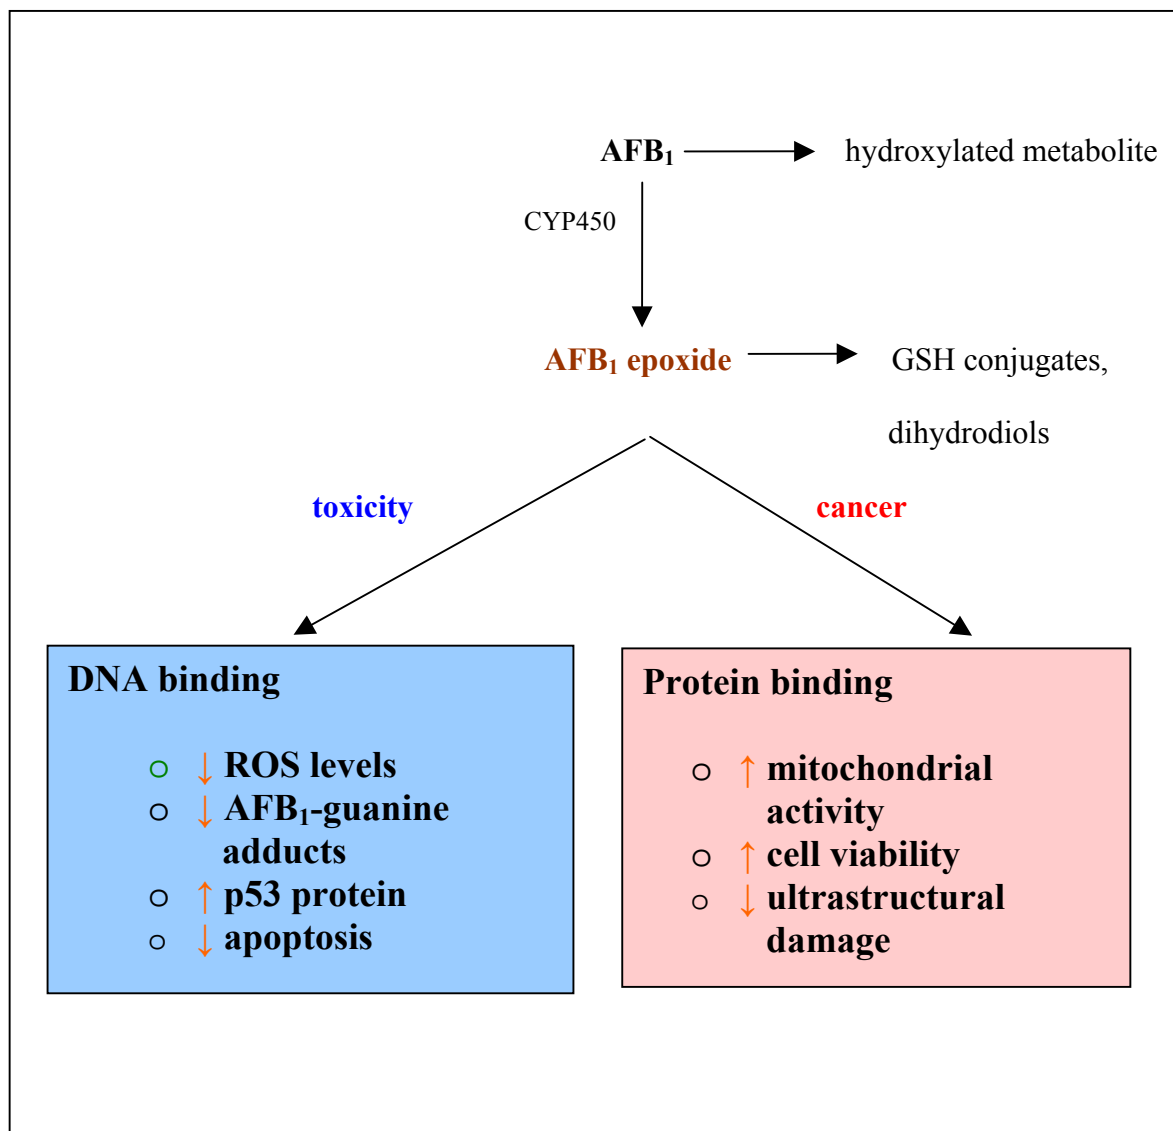 AFB₁ hydroxylated metabolite
CYP450
AFB₁ epoxide GSH conjugates,
dihydrodiols
toxicity cancer
DNA binding
○ ↓ ROS levels
○ ↓ AFB₁-guanine
adducts
○ ↑ p53 protein
○ ↓ apoptosis
Protein binding
○ ↑ mitochondrial
activity
○ ↑ cell viability
○ ↓ ultrastructural
damage